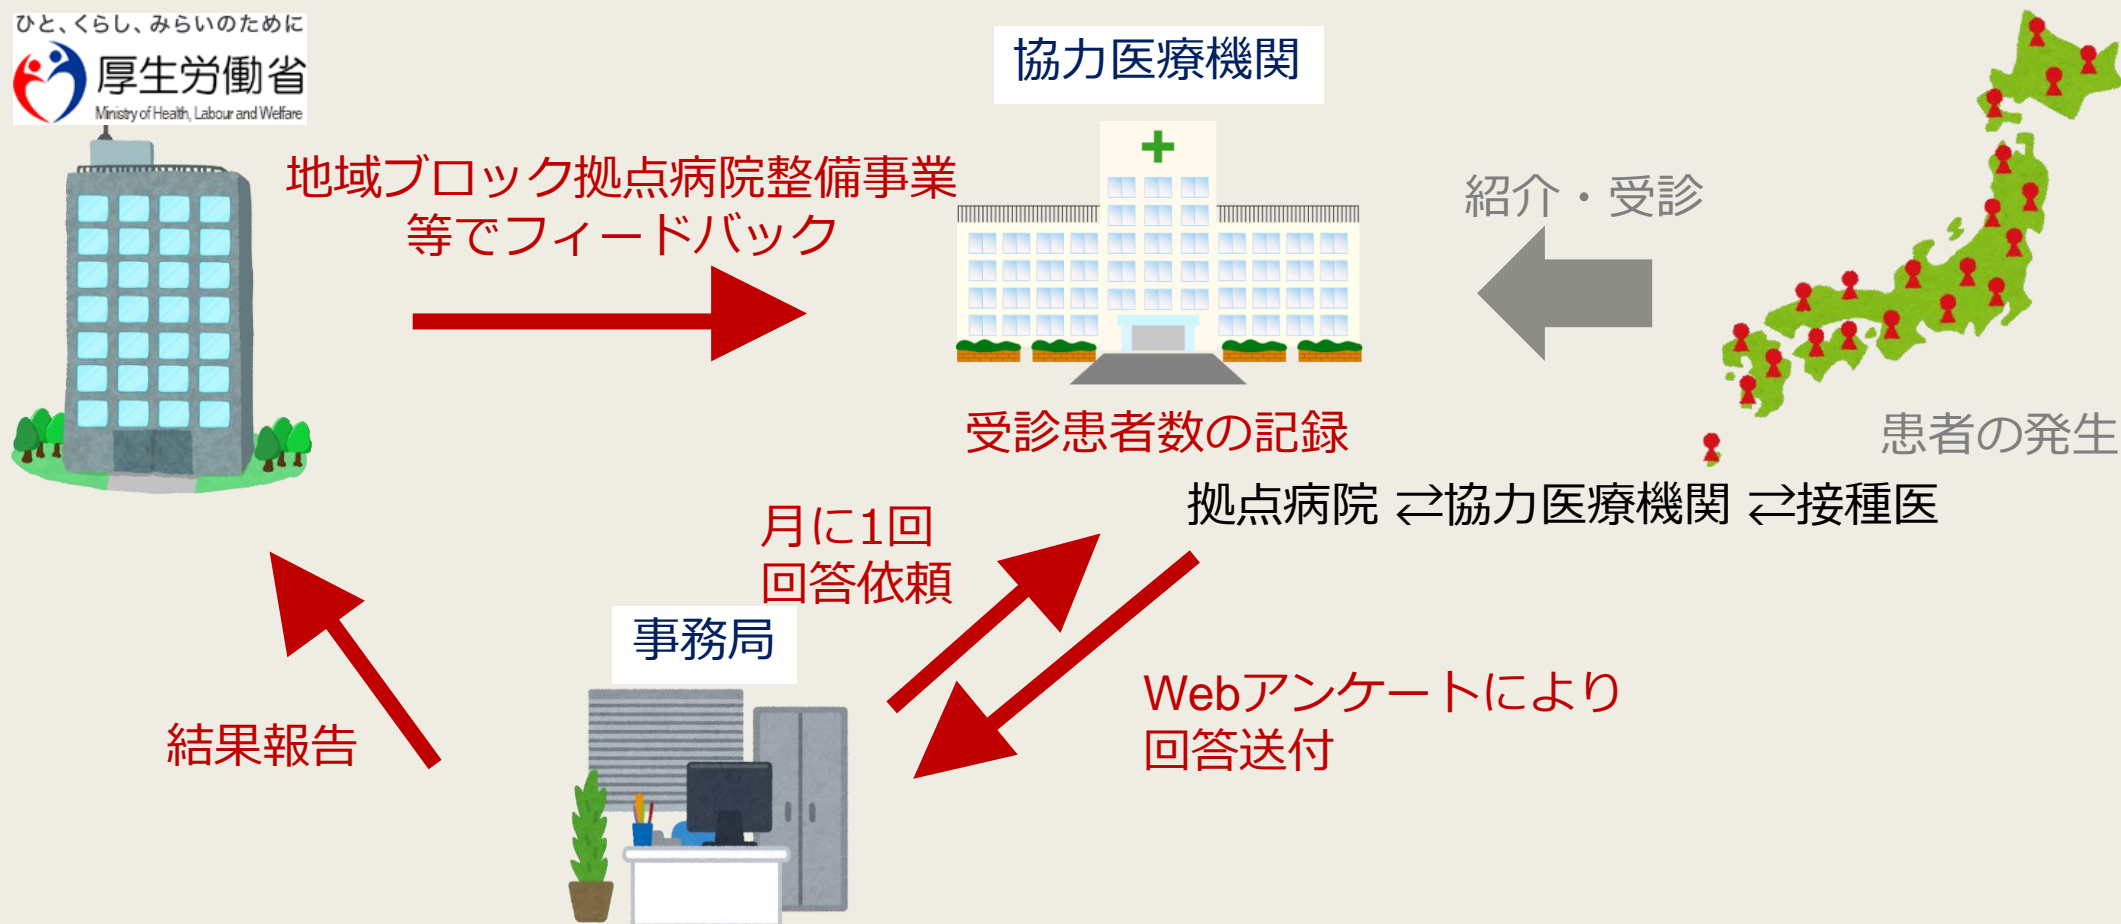 ひと、くらし、みらいのために
厚生労働省
Ministry of Health, Labour and Welfare
協力医療機関
地域ブロック拠点病院整備事業
等でフィードバック
紹介・受診
受診患者数の記録
患者の発生
拠点病院 ⇄協力医療機関 ⇄接種医
月に1回
回答依頼
事務局
Webアンケートにより
回答送付
結果報告